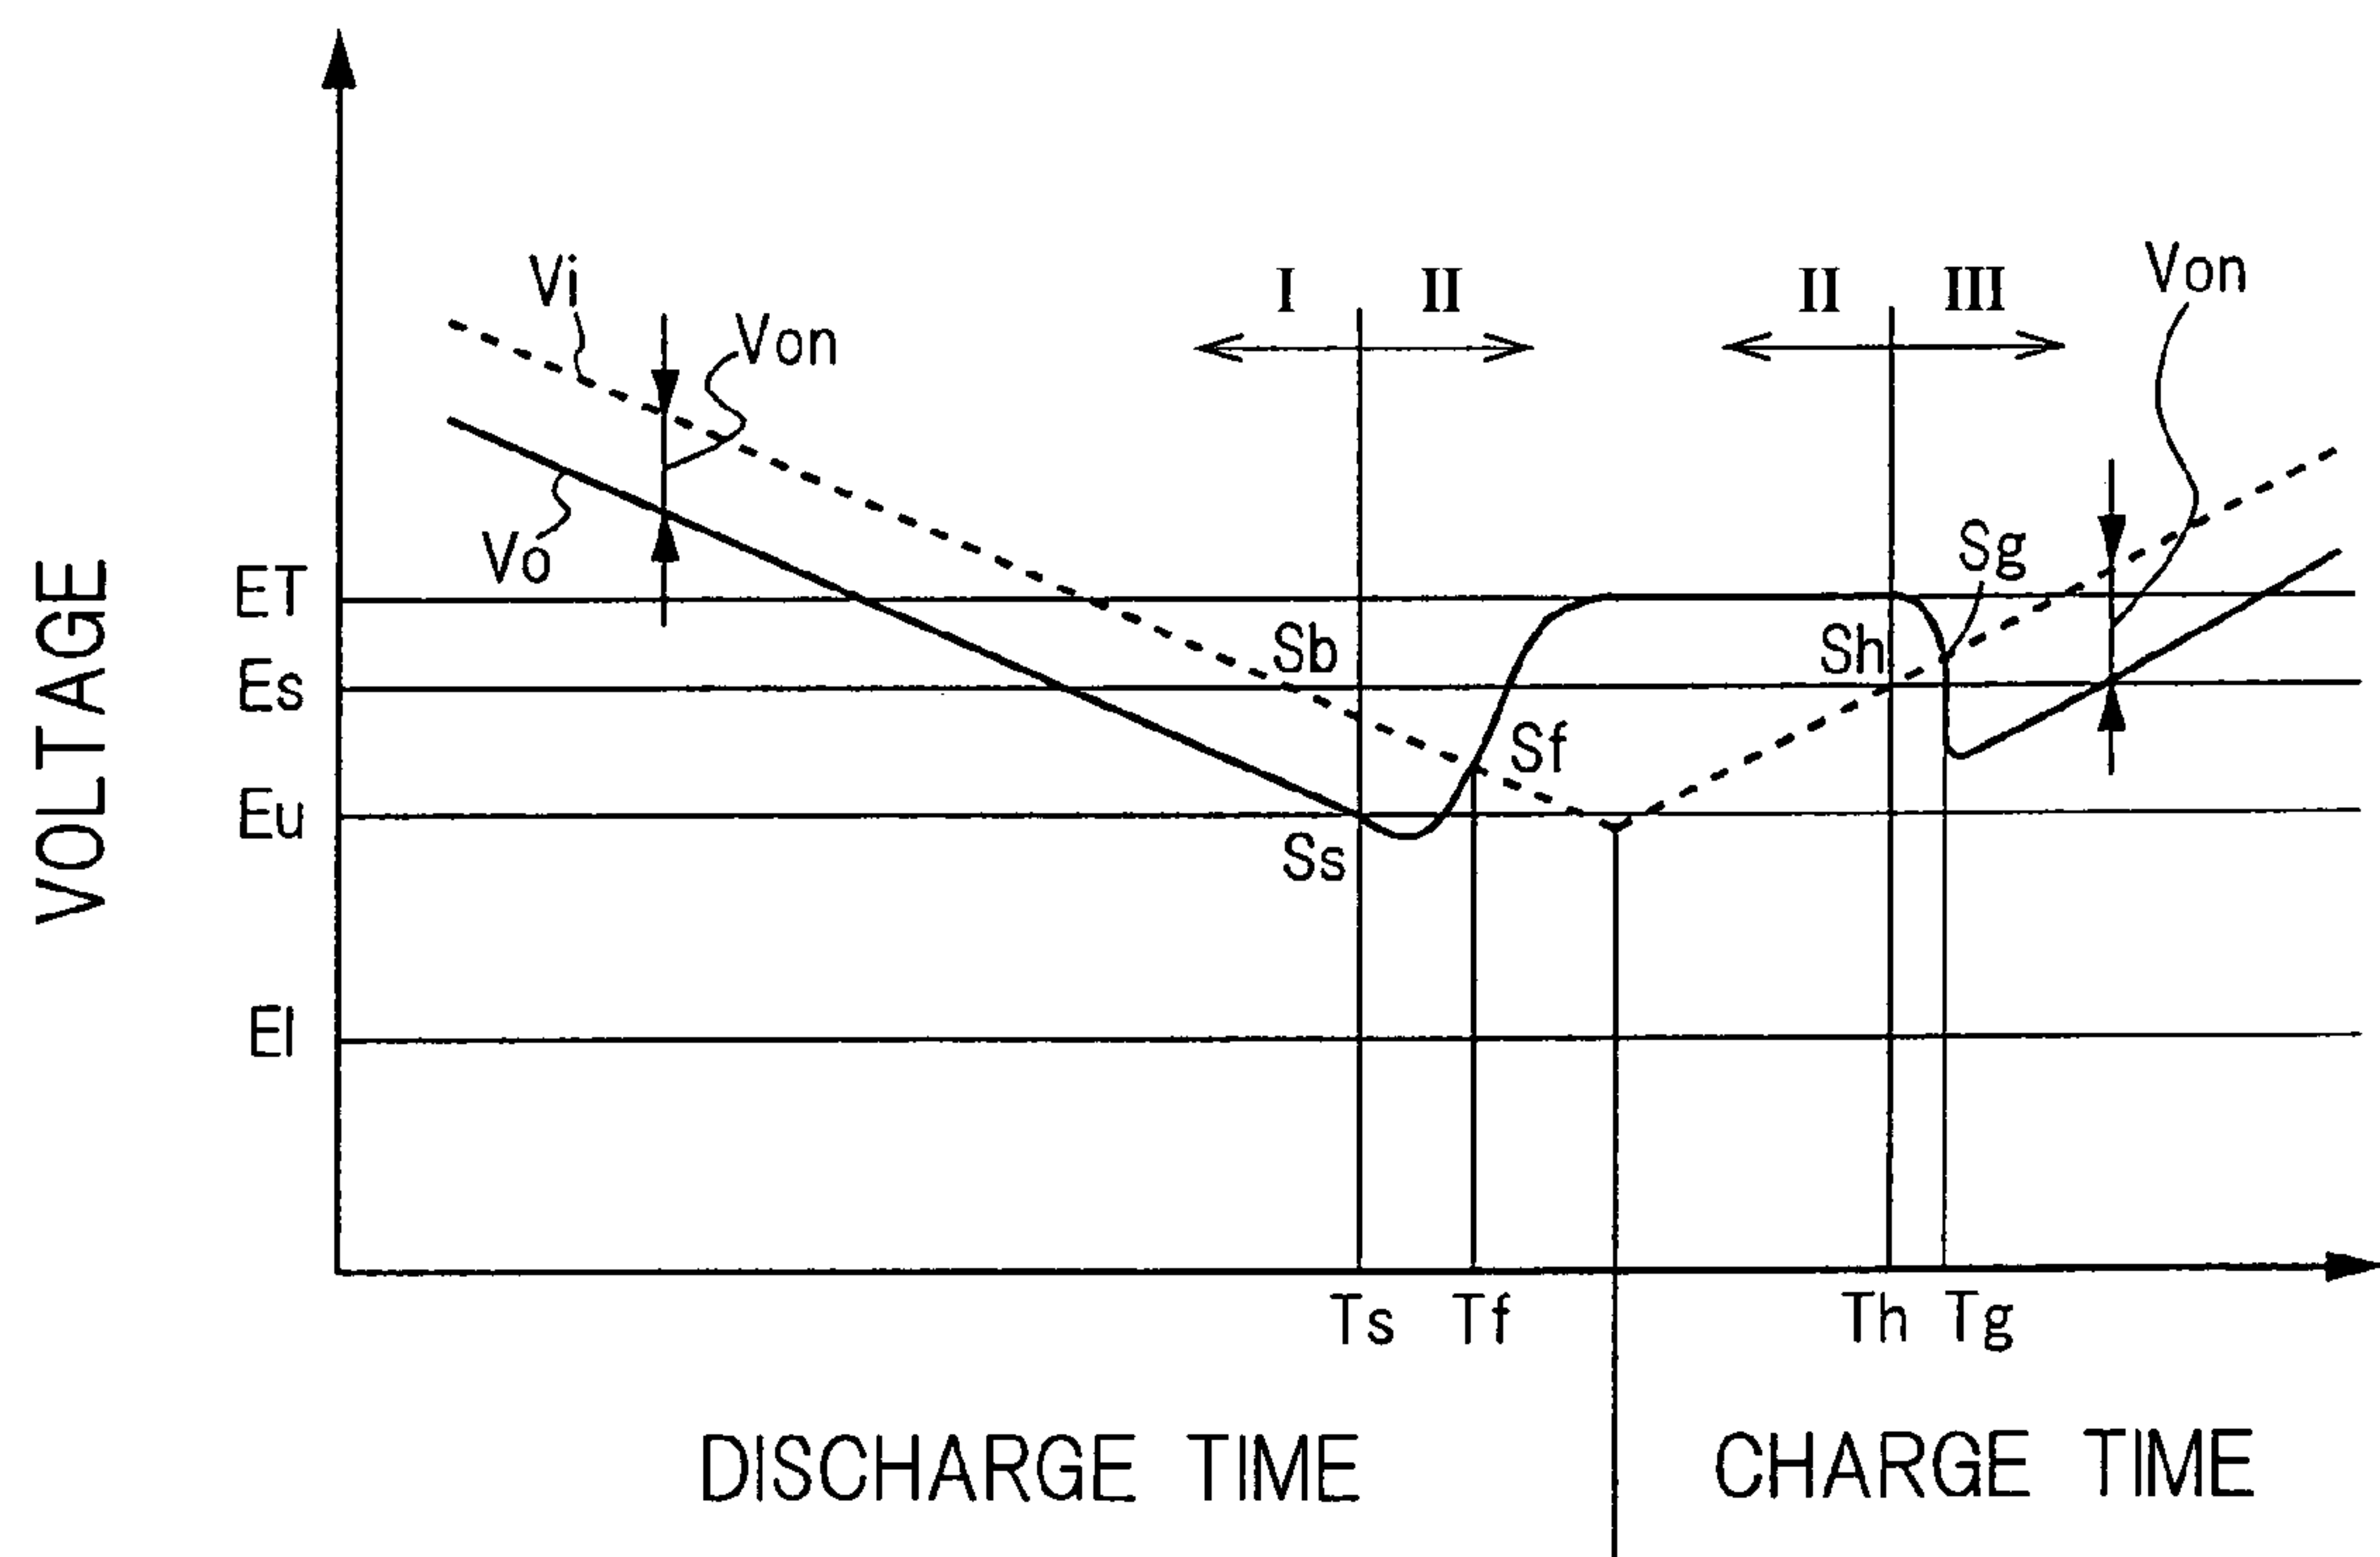 VOLTAGE
Vi
Von
Vo
I
II
II
III
Von
ET
Es
Eu
El
Sb
Sf
Ss
Sh
Sg
Ts
Tf
Th
Tg
DISCHARGE TIME
CHARGE TIME